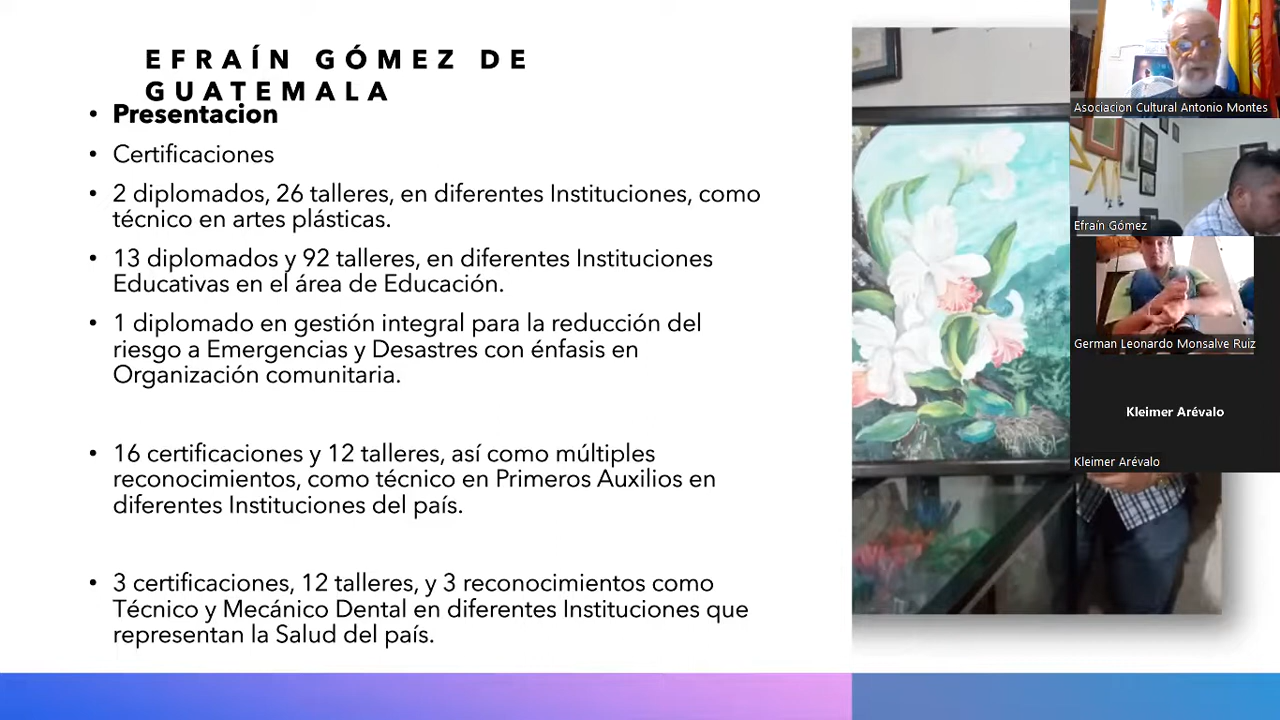 EFRAÍN GÓMEZ DE
GUATEMALA
• Presentacion
• Certificaciones
• 2 diplomados, 26 talleres, en diferentes Instituciones, como
técnico en artes plásticas.
• 13 diplomados y 92 talleres, en diferentes Instituciones
Educativas en el área de Educación.
• 1 diplomado en gestión integral para la reducción del
riesgo a Emergencias y Desastres con énfasis en
Organización comunitaria.
• 16 certificaciones y 12 talleres, así como múltiples
reconocimientos, como técnico en Primeros Auxilios en
diferentes Instituciones del país.
• 3 certificaciones, 12 talleres, y 3 reconocimientos como
Técnico y Mecánico Dental en diferentes Instituciones que
representan la Salud del país.
Asociacion Cultural Antonio Montes
Efraín Gómez
German Leonardo Monsalve Ruiz
Kleimer Arévalo
Kleimer Arévalo